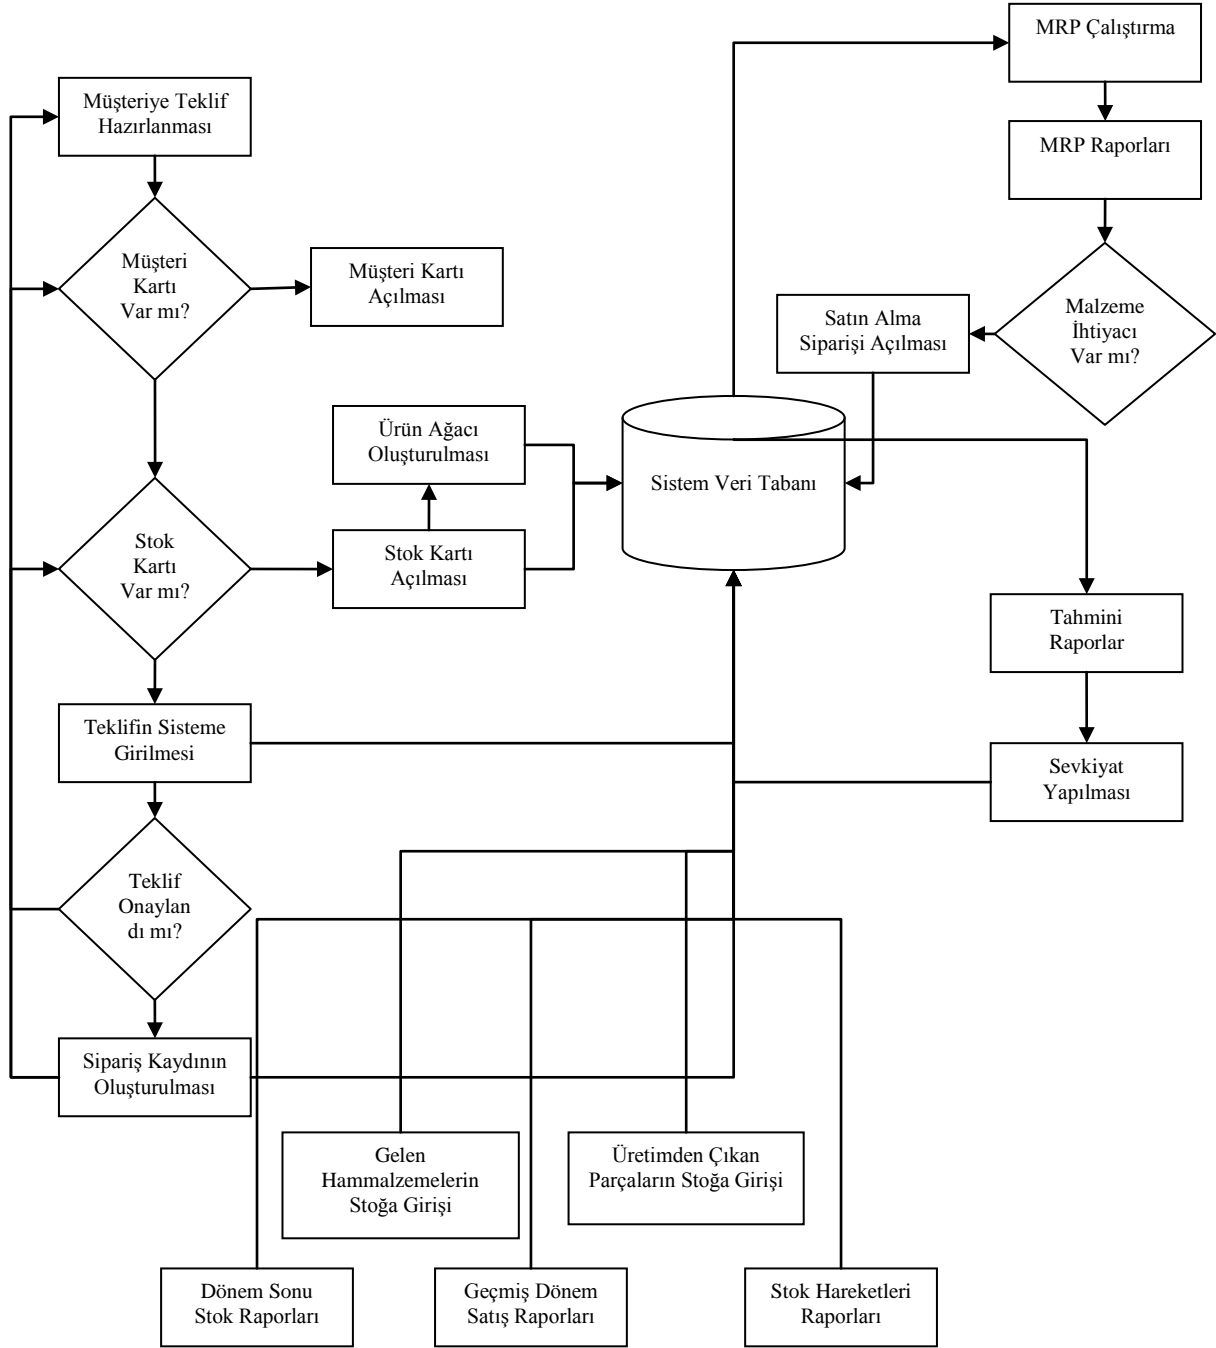 MRP Çalıştırma
Müşteriye Teklif
Hazırlanması
MRP Raporları
Müşteri
Kartı
Var mı?
Müşteri Kartı
Açılması
Satın Alma
Siparişi Açılması
Malzeme
İhtiyacı
Var mı?
Ürün Ağacı
Oluşturulması
Sistem Veri Tabanı
Stok
Kartı
Var mı?
Stok Kartı
Açılması
Tahmini
Raporlar
Teklifin Sisteme
Girilmesi
Sevkiyat
Yapılması
Teklif
Onaylan
dı mı?
Sipariş Kaydının
Oluşturulması
Gelen
Hammalzemelerin
Stoğa Girişi
Üretimden Çıkan
Parçaların Stoğa Girişi
Dönem Sonu
Stok Raporları
Geçmiş Dönem
Satış Raporları
Stok Hareketleri
Raporları